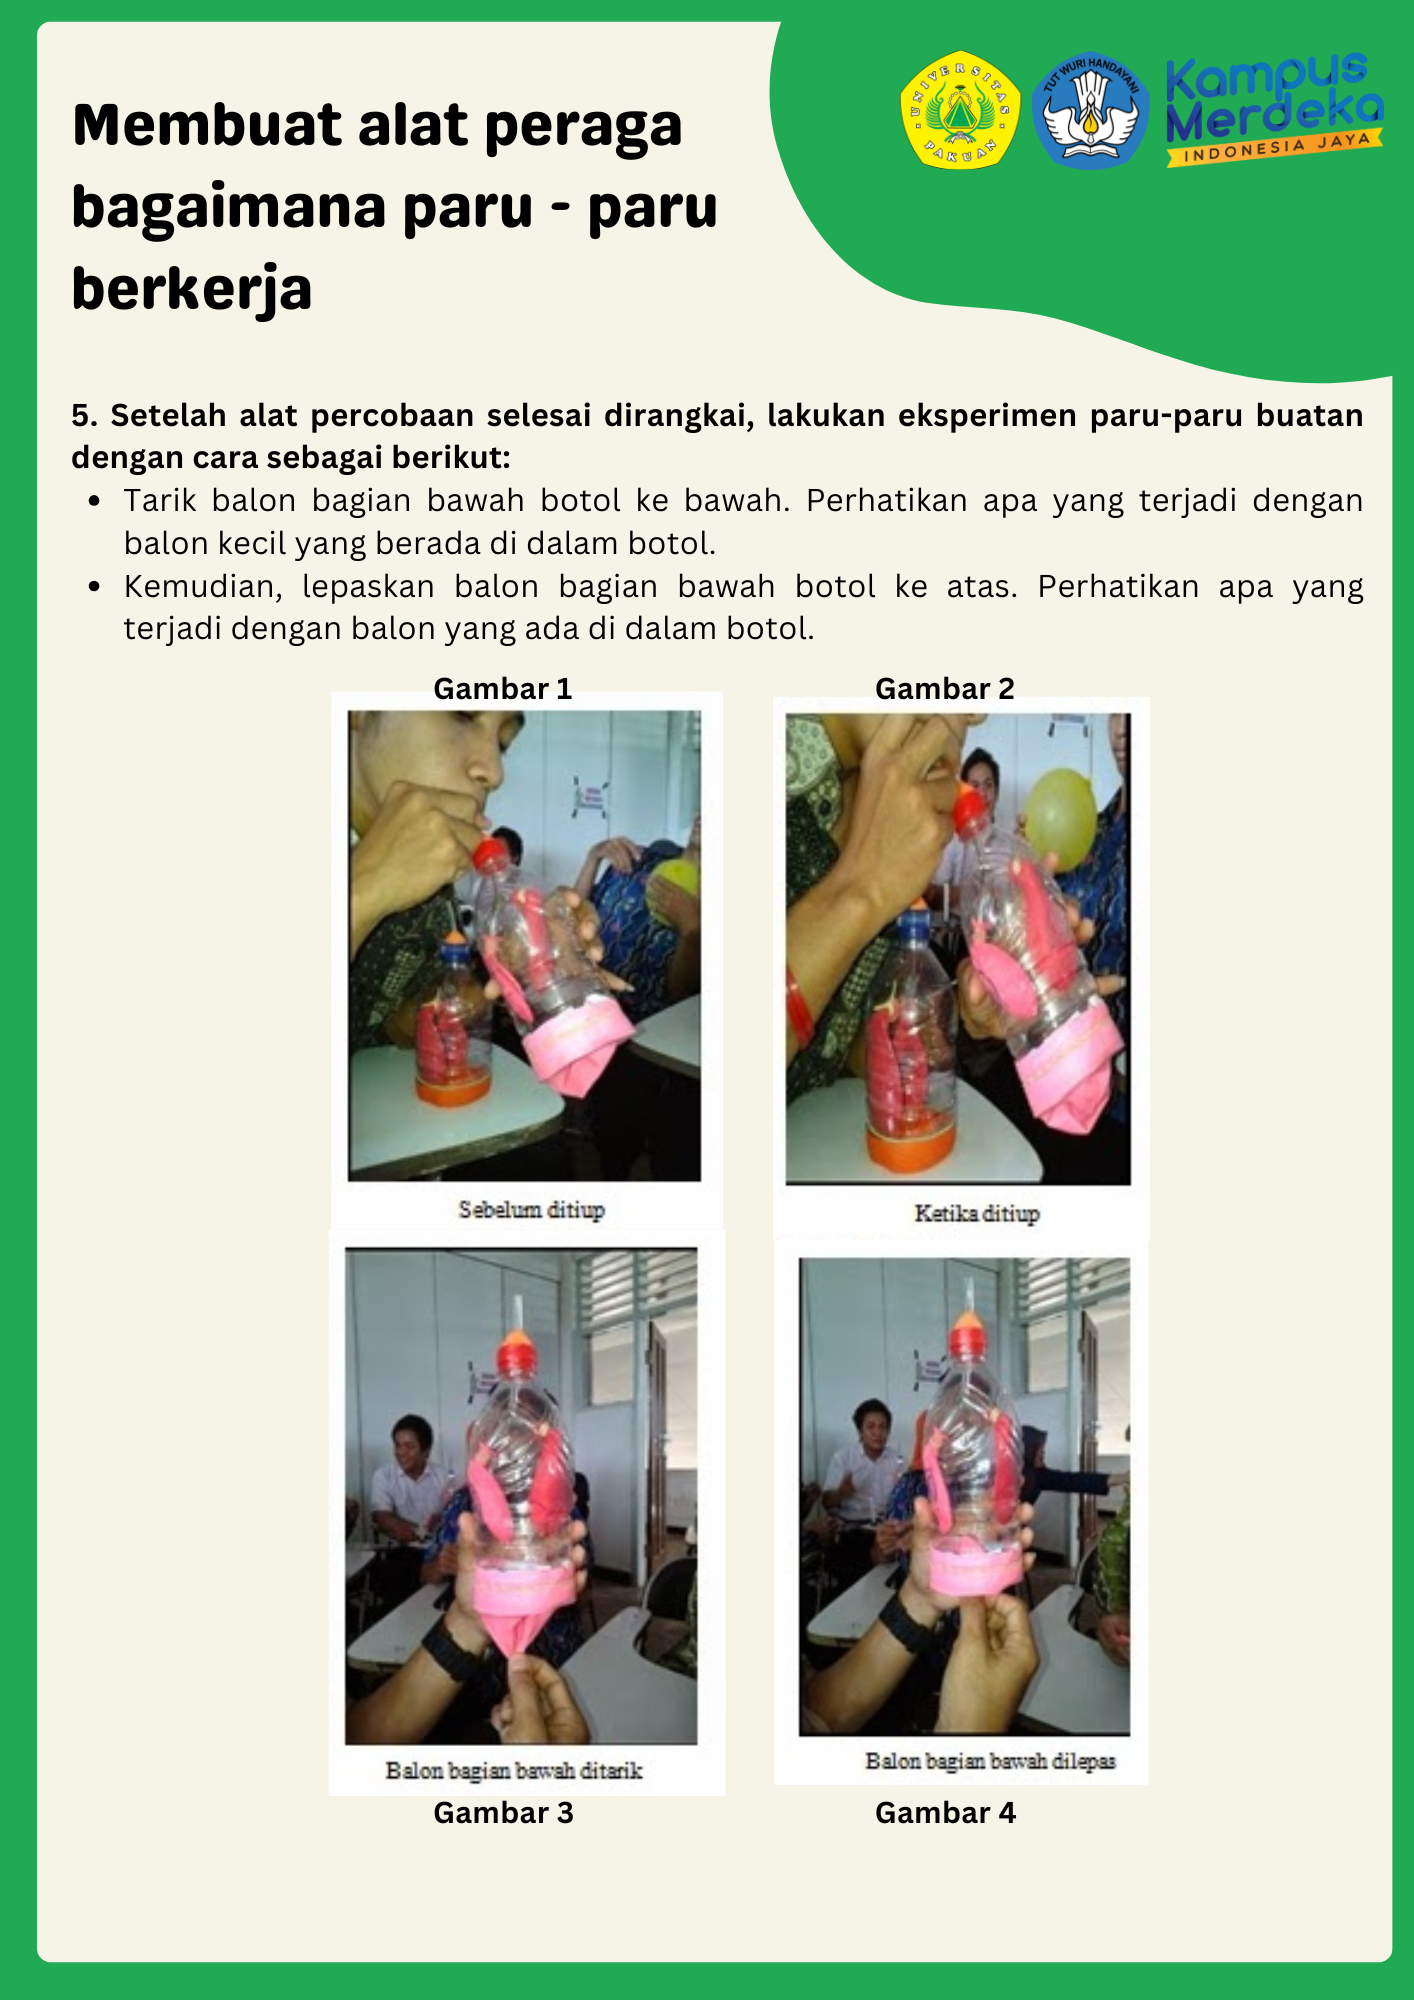 UNIVERSITAS
PAKUAN
TUT WURI HANDAYANI
Kampus
Merdeka
INDONESIA JAYA
Membuat alat peraga
bagaimana paru - paru
berkerja
5. Setelah alat percobaan selesai dirangkai, lakukan eksperimen paru-paru buatan
dengan cara sebagai berikut:
• Tarik balon bagian bawah botol ke bawah. Perhatikan apa yang terjadi dengan
balon kecil yang berada di dalam botol.
• Kemudian, lepaskan balon bagian bawah botol ke atas. Perhatikan apa yang
terjadi dengan balon yang ada di dalam botol.
Gambar 1
Gambar 2
Sebelum ditiup
Ketika ditiup
Balon bagian bawah ditarik
Balon bagian bawah dilepas
Gambar 3
Gambar 4